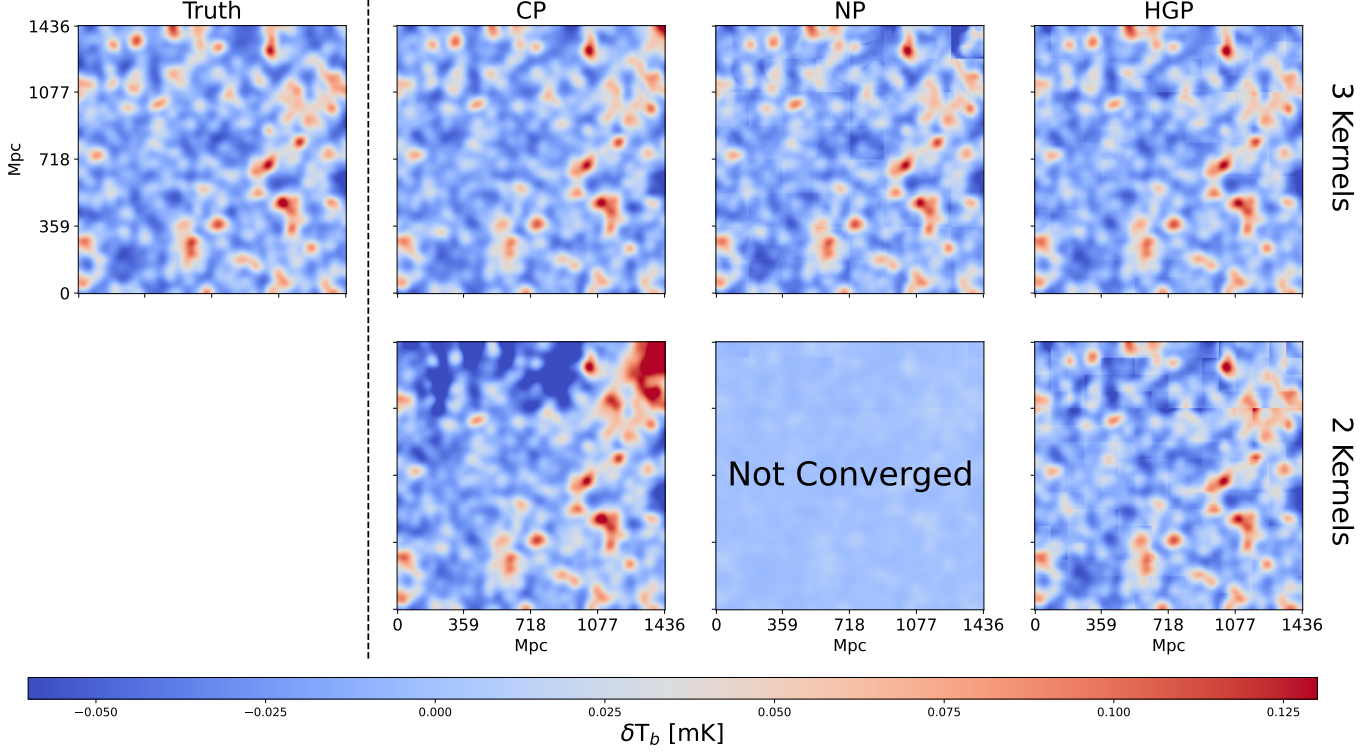 Truth
CP
NP
HGP
1436
1077
718
359
0
Mpc
3 Kernels
Not Converged
2 Kernels
0 359 718 1077 1436
Mpc
0 359 718 1077 1436
Mpc
0 359 718 1077 1436
Mpc
−0.050 −0.025 0.000 0.025 0.050 0.075 0.100 0.125
δT_b [mK]